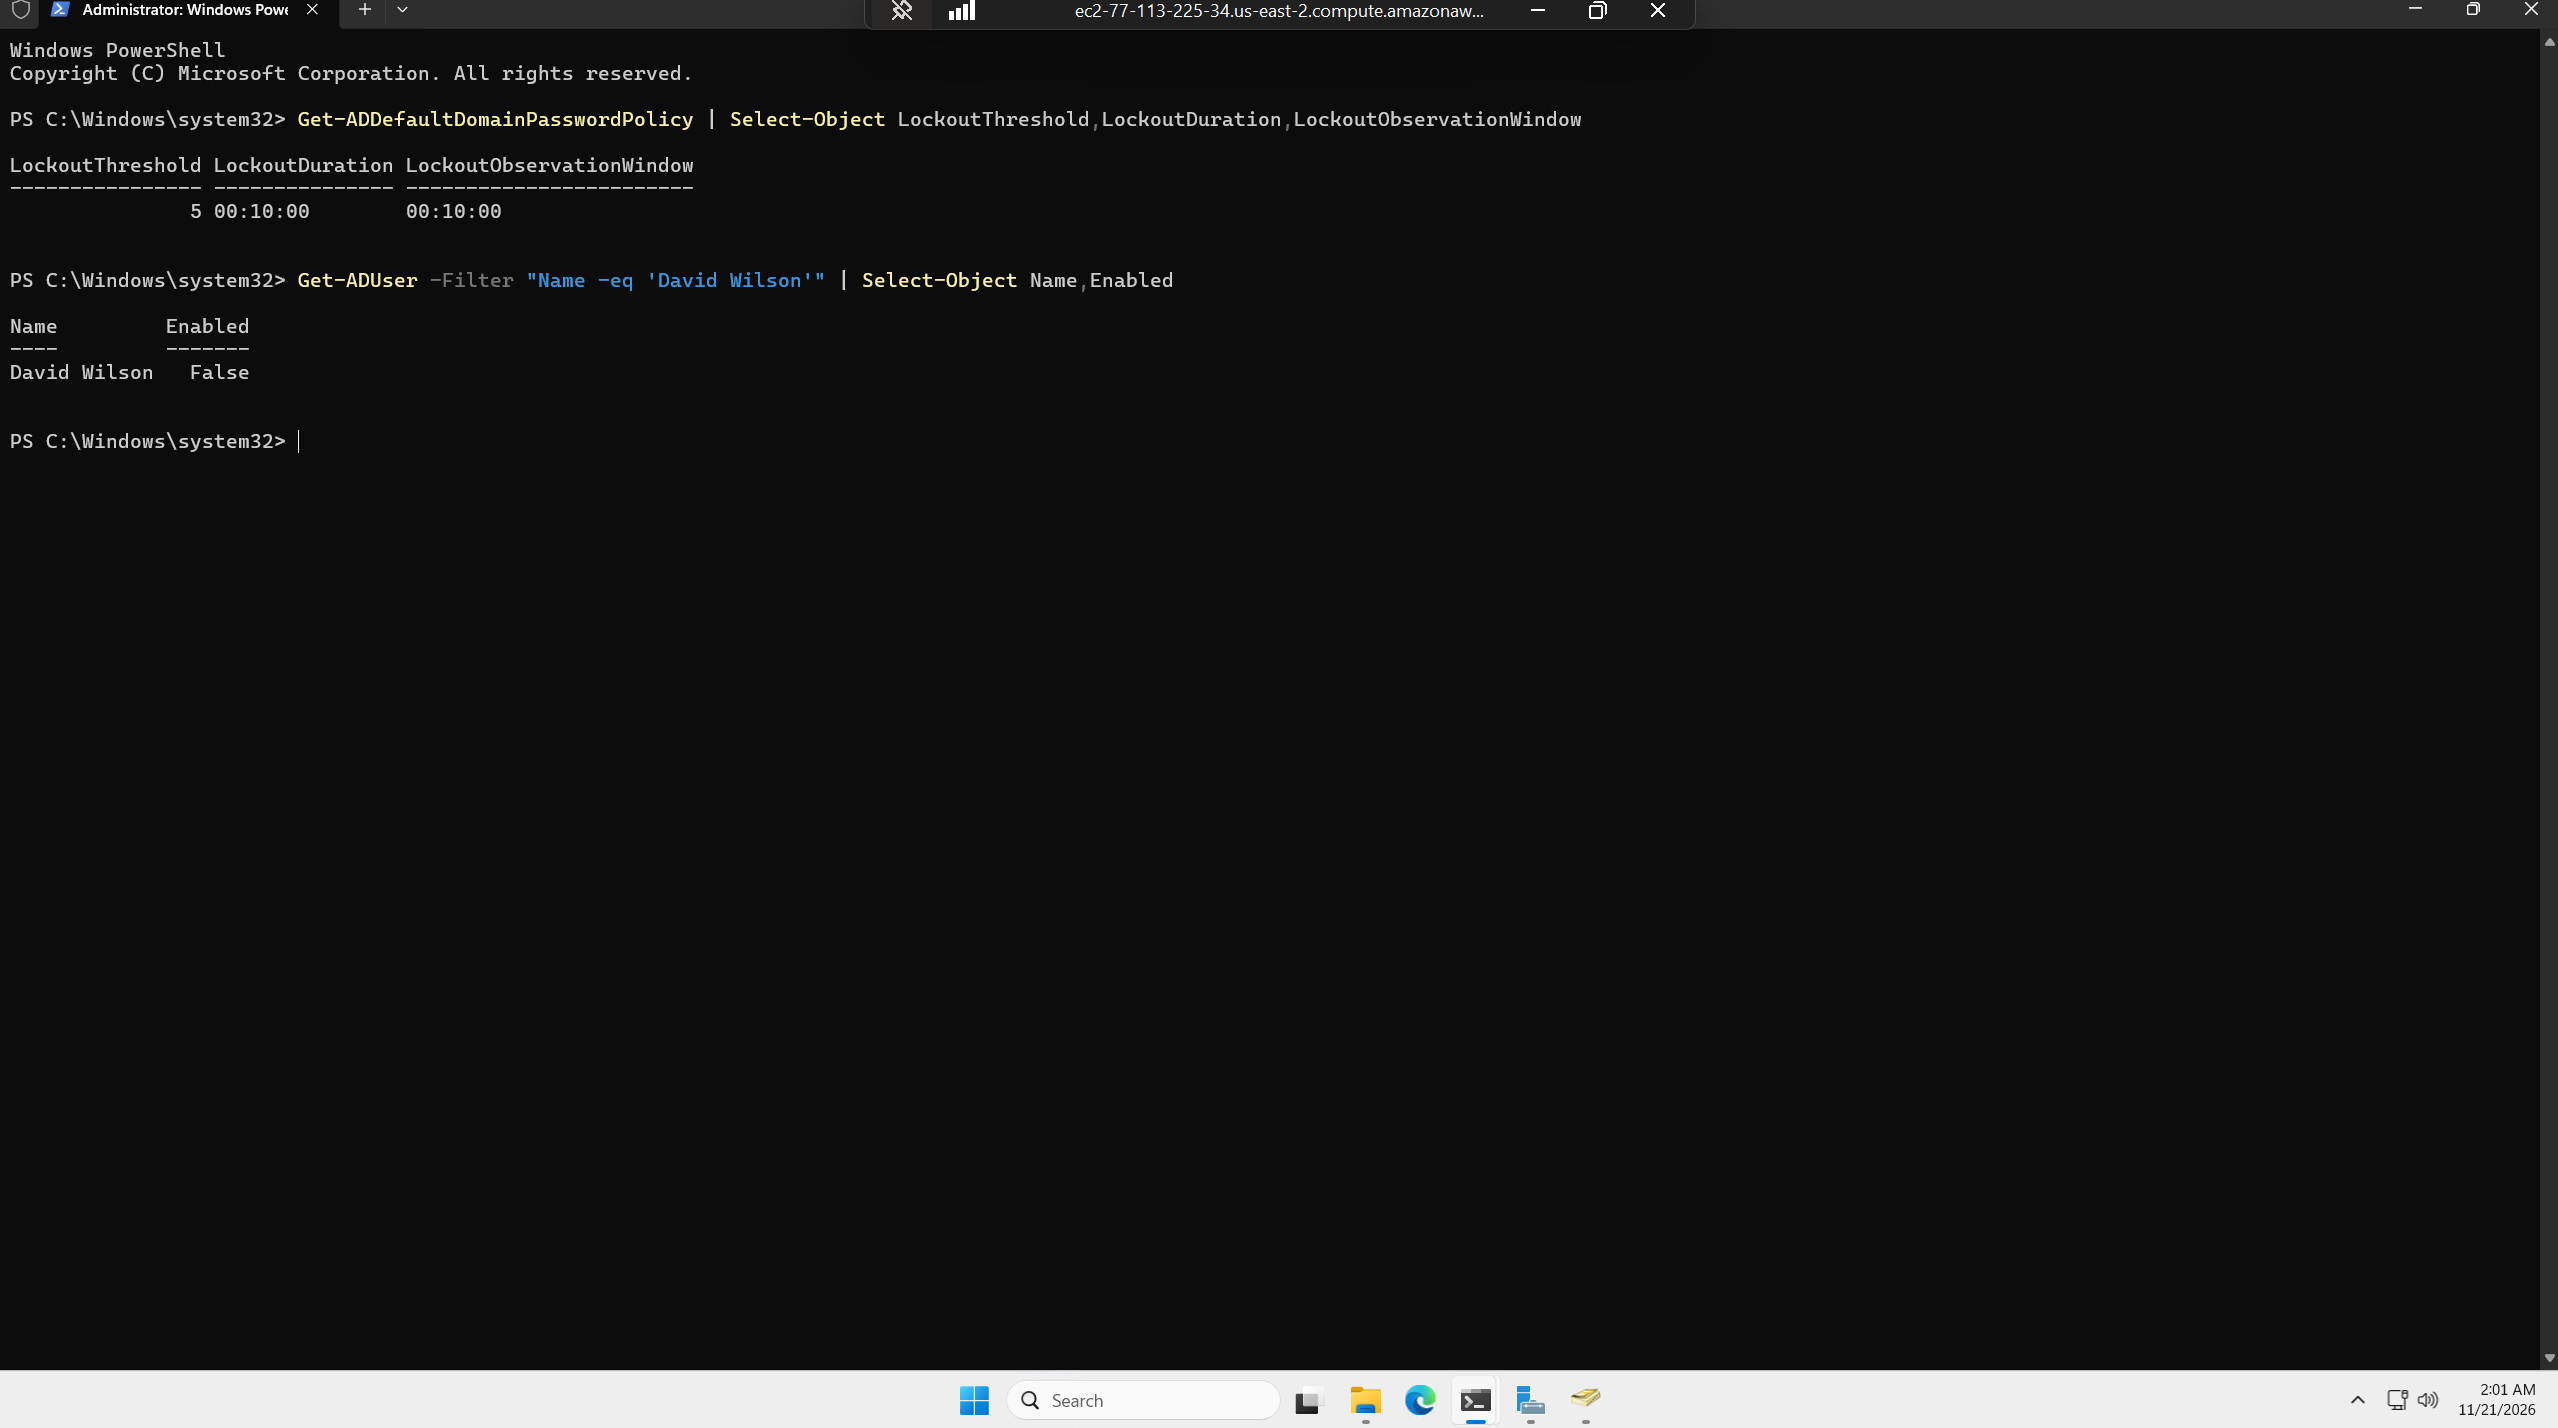 Administrator: Windows Powe
ec2-77-113-225-34.us-east-2.compute.amazonaw...
Windows PowerShell
Copyright (C) Microsoft Corporation. All rights reserved.
PS C:\Windows\system32> Get-ADDefaultDomainPasswordPolicy | Select-Object LockoutThreshold,LockoutDuration,LockoutObservationWindow
LockoutThreshold LockoutDuration LockoutObservationWindow
---------------- --------------- ------------------------
5 00:10:00 00:10:00
PS C:\Windows\system32> Get-ADUser -Filter "Name -eq 'David Wilson'" | Select-Object Name,Enabled
Name Enabled
---- -------
David Wilson False
PS C:\Windows\system32>
Search
2:01 AM
11/21/2026